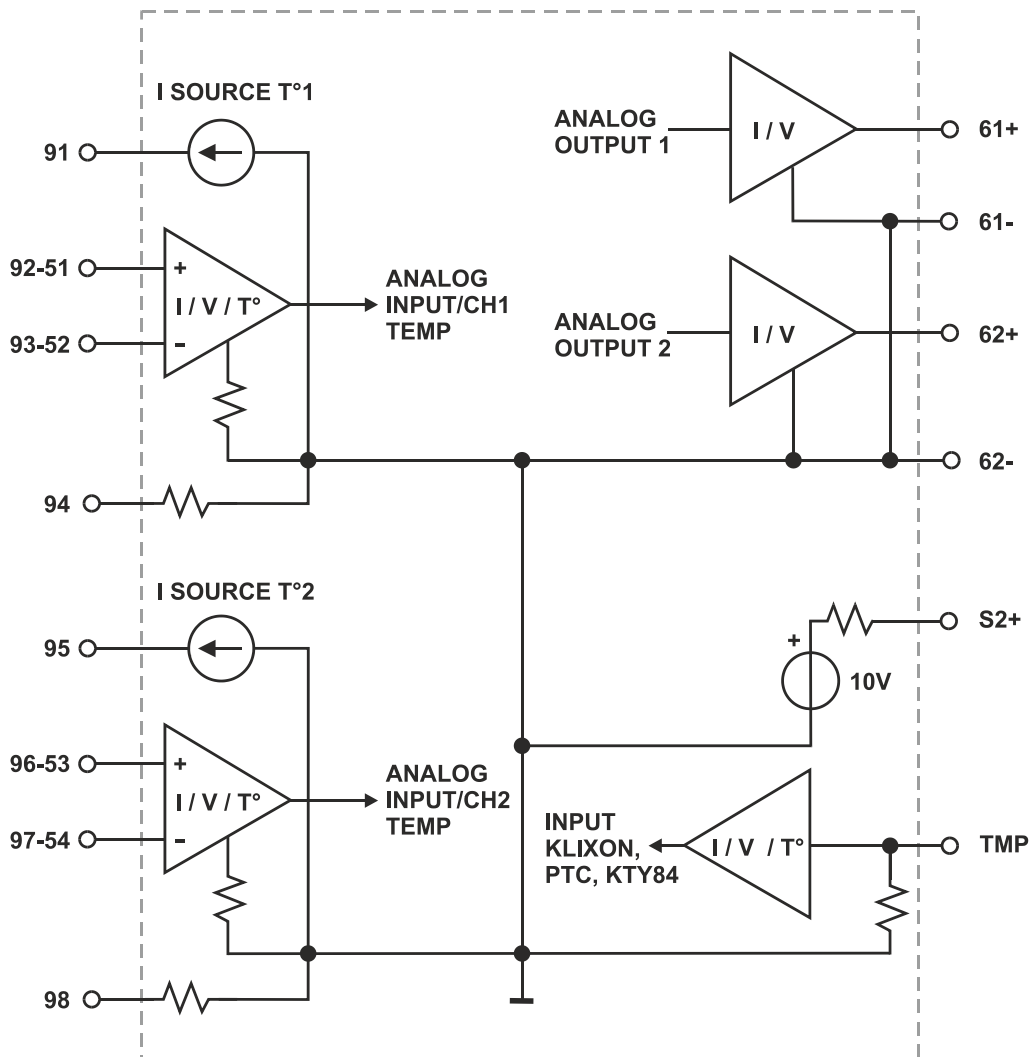 I SOURCE T°1
91
92-51
+
I / V / T°
93-52
−
ANALOG
INPUT/CH1
TEMP
94
ANALOG
OUTPUT 1
I / V
61+
61-
ANALOG
OUTPUT 2
I / V
62+
62-
I SOURCE T°2
95
96-53
+
I / V / T°
97-54
−
ANALOG
INPUT/CH2
TEMP
98
S2+
+
10V
INPUT
KLIXON,
PTC, KTY84
I / V / T°
TMP